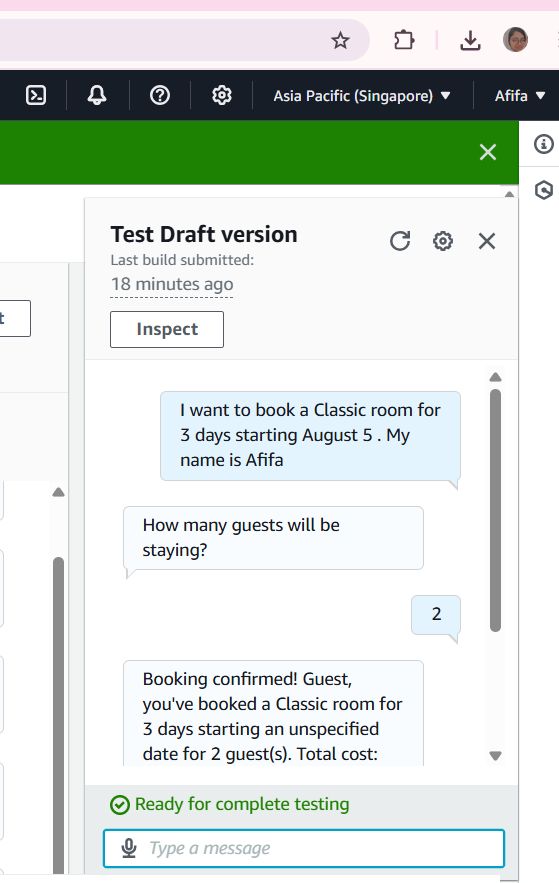 Asia Pacific (Singapore)
Afifa
Test Draft version
Last build submitted:
18 minutes ago
t
Inspect
I want to book a Classic room for
3 days starting August 5 . My
name is Afifa
How many guests will be
staying?
2
Booking confirmed! Guest,
you've booked a Classic room for
3 days starting an unspecified
date for 2 guest(s). Total cost:
Ready for complete testing
Type a message